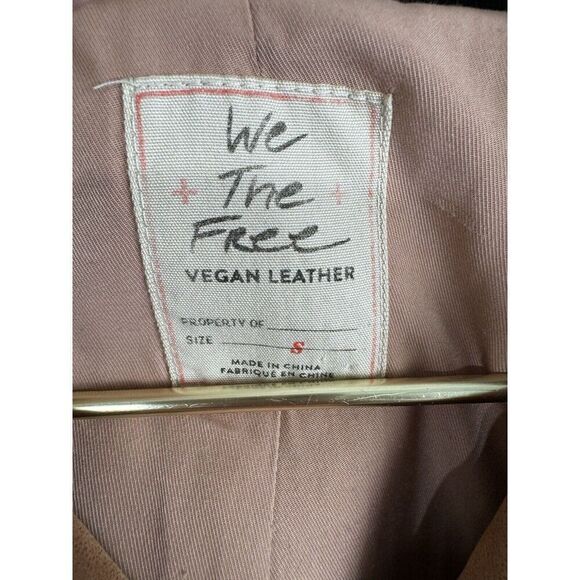 We
The
Free
VEGAN LEATHER
PROPERTY OF
SIZE S
MADE IN CHINA
FABRIQUÉ EN CHINE